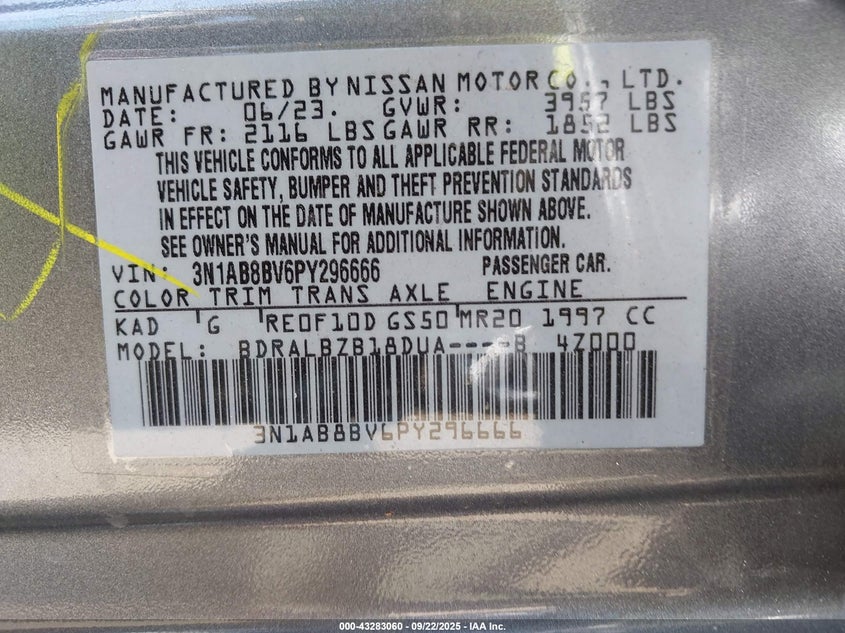 MANUFACTURED BY NISSAN MOTOR CO., LTD.
DATE: 06/23. GVWR: 3957 LBS
GAWR FR: 2116 LBS GAWR RR: 1852 LBS
THIS VEHICLE CONFORMS TO ALL APPLICABLE FEDERAL MOTOR
VEHICLE SAFETY, BUMPER AND THEFT PREVENTION STANDARDS
IN EFFECT ON THE DATE OF MANUFACTURE SHOWN ABOVE.
SEE OWNER'S MANUAL FOR ADDITIONAL INFORMATION.
VIN: 3N1AB8BV6PY296666 PASSENGER CAR.
COLOR TRIM TRANS AXLE ENGINE
KAD G RE0F10D GS50 MR20 1997 CC
MODEL: BDRALBZB18DUA----B 4Z000
3N1AB8BV6PY296666
000-43283060 - 09/22/2025 - IAA Inc.